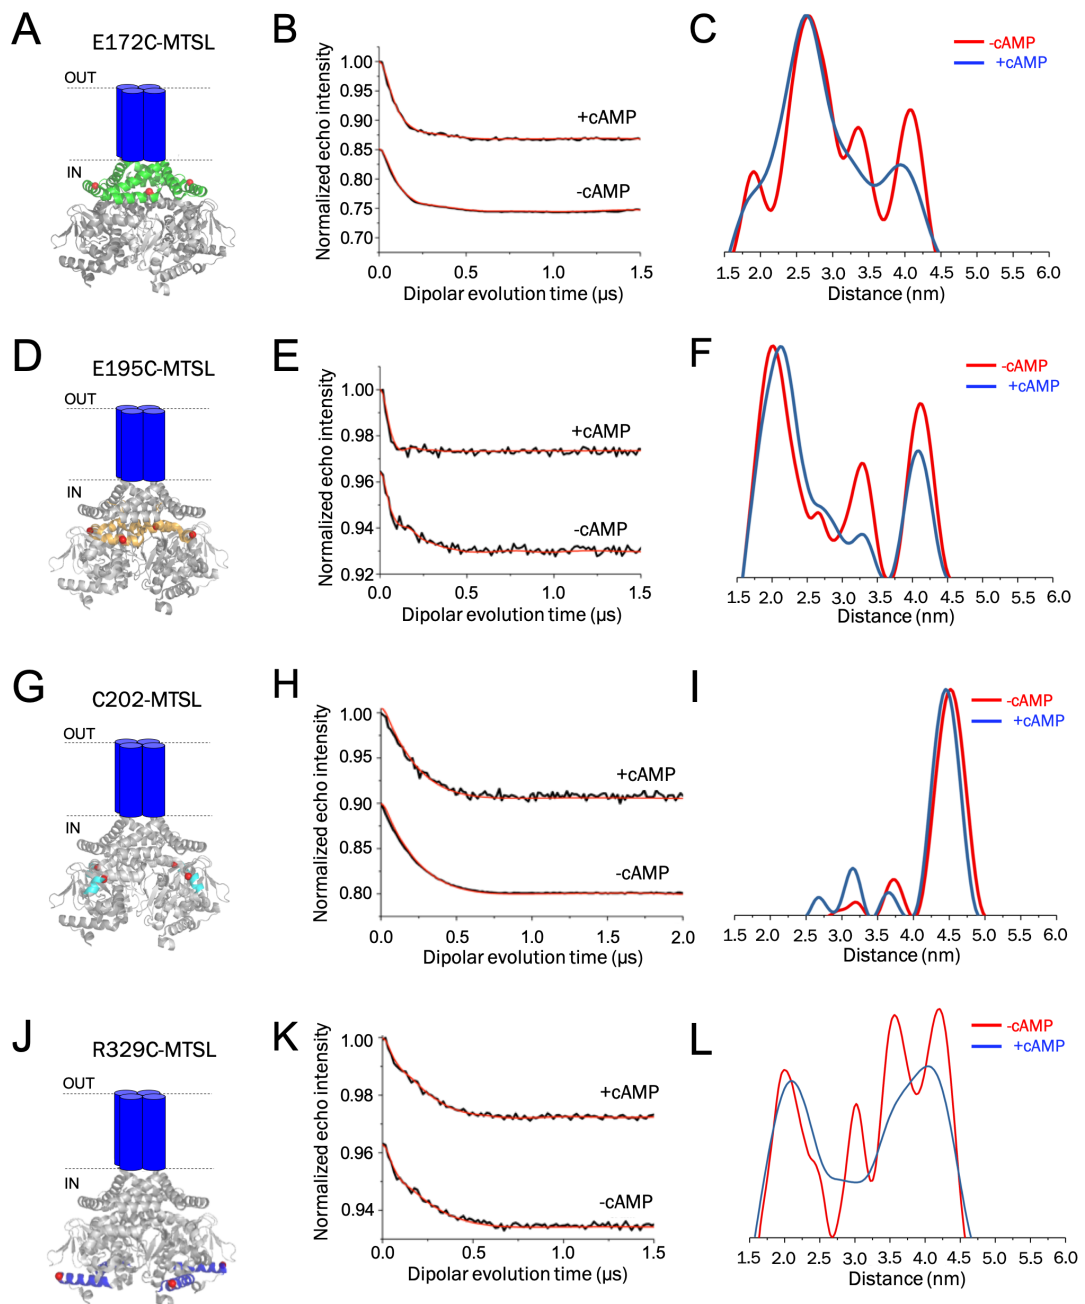 A
E172C-MTSL
OUT
IN
B
Normalized echo intensity
1.00
0.95
0.90
0.85
0.80
0.75
0.70
+cAMP
-cAMP
0.0 0.5 1.0 1.5
Dipolar evolution time (µs)
C
-cAMP
+cAMP
1.5 2.0 2.5 3.0 3.5 4.0 4.5 5.0 5.5 6.0
Distance (nm)
D
E195C-MTSL
OUT
IN
E
Normalized echo intensity
1.00
0.98
0.96
0.94
0.92
+cAMP
-cAMP
0.0 0.5 1.0 1.5
Dipolar evolution time (µs)
F
-cAMP
+cAMP
1.5 2.0 2.5 3.0 3.5 4.0 4.5 5.0 5.5 6.0
Distance (nm)
G
C202-MTSL
OUT
IN
H
Normalized echo intensity
1.00
0.95
0.90
0.85
0.80
+cAMP
-cAMP
0.0 0.5 1.0 1.5 2.0
Dipolar evolution time (µs)
I
-cAMP
+cAMP
1.5 2.0 2.5 3.0 3.5 4.0 4.5 5.0 5.5 6.0
Distance (nm)
J
R329C-MTSL
OUT
IN
K
Normalized echo intensity
1.00
0.98
0.96
0.94
+cAMP
-cAMP
0.0 0.5 1.0 1.5
Dipolar evolution time (µs)
L
-cAMP
+cAMP
1.5 2.0 2.5 3.0 3.5 4.0 4.5 5.0 5.5 6.0
Distance (nm)